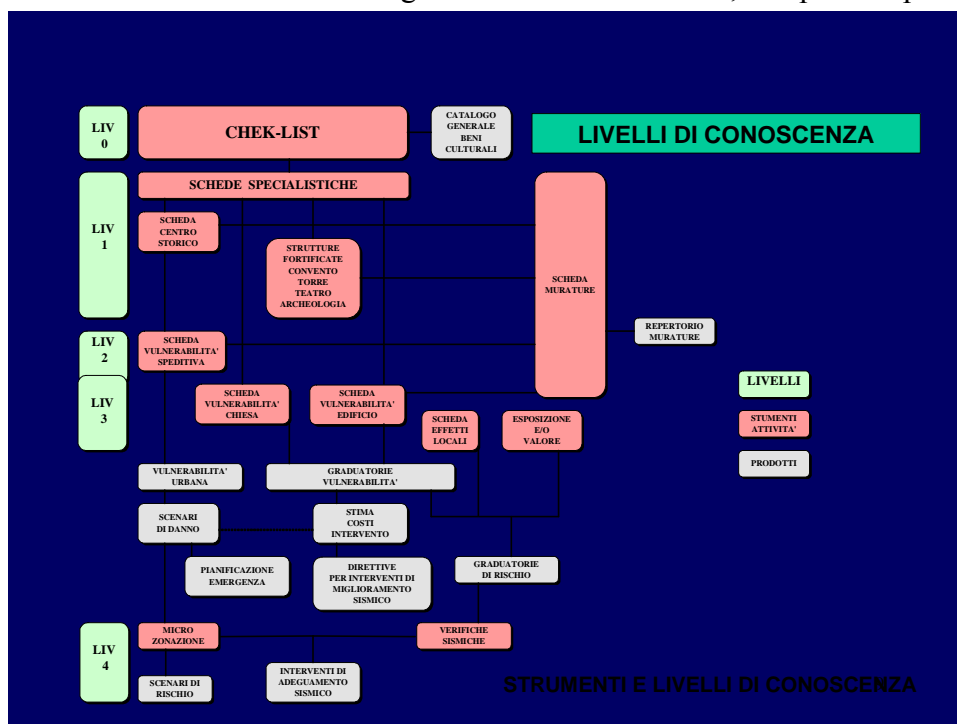 LIV
0
CHEK-LIST
CATALOGO
GENERALE
BENI
CULTURALI
LIVELLI DI CONOSCENZA
LIV
1
SCHEDE SPECIALISTICHE
SCHEDA
CENTRO
STORICO
STRUTTURE
FORTIFICATE
CONVENTO
TORRE
TEATRO
ARCHEOLOGIA
SCHEDA
MURATURE
REPERTORIO
MURATURE
LIV
2
SCHEDA
VULNERABILITA'
SPEDITIVA
LIV
3
SCHEDA
VULNERABILITA'
CHIESA
SCHEDA
VULNERABILITA'
EDIFICIO
SCHEDA
EFFETTI
LOCALI
ESPOSIZIONE
E/O
VALORE
LIVELLI
STUMENTI
ATTIVITA'
PRODOTTI
VULNERABILITA'
URBANA
GRADUATORIE
VULNERABILITA'
SCENARI
DI DANNO
STIMA
COSTI
INTERVENTO
PIANIFICAZIONE
EMERGENZA
DIRETTIVE
PER INTERVENTI DI
MIGLIORAMENTO
SISMICO
GRADUATORIE
DI RISCHIO
LIV
4
MICRO
ZONAZIONE
VERIFICHE
SISMICHE
SCENARI DI
RISCHIO
INTERVENTI DI
ADEGUAMENTO
SISMICO
STRUMENTI E LIVELLI DI CONOSCENZA